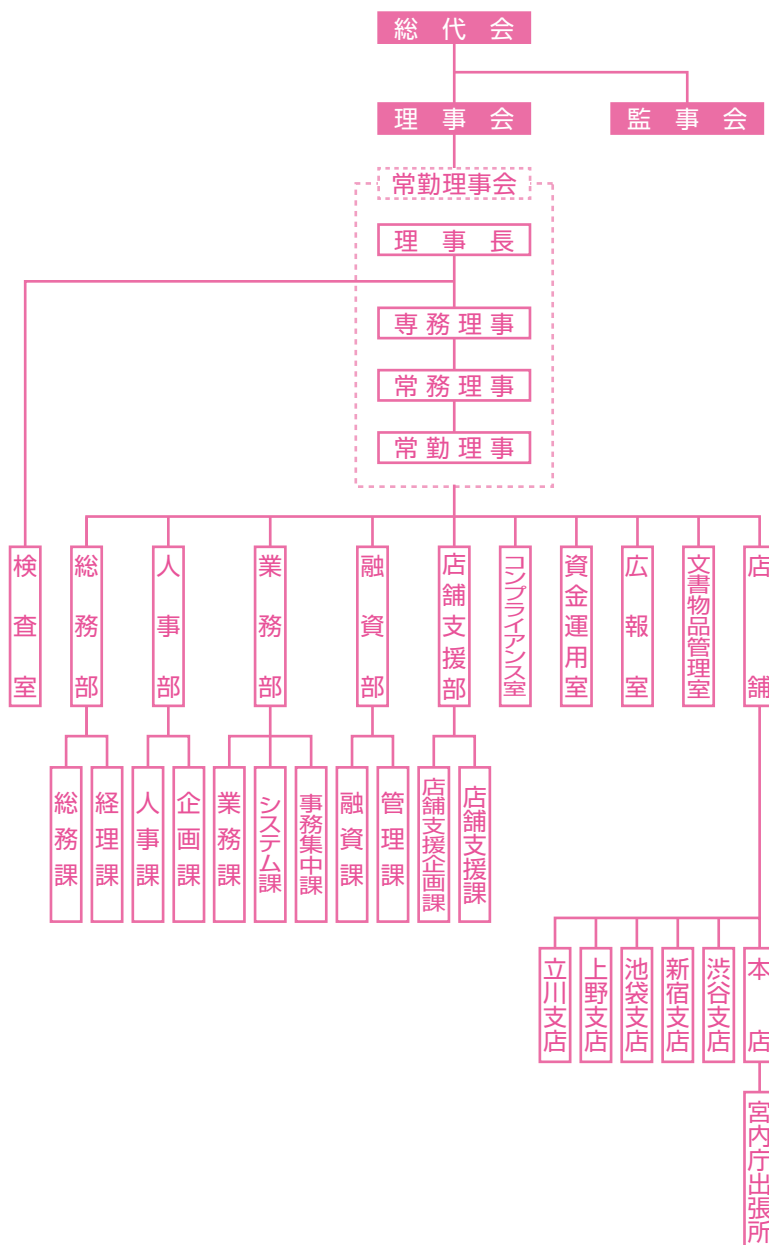 総代会
理事会
監事会
常勤理事会
理事長
専務理事
常務理事
常勤理事
検査室
総務部
人事部
業務部
融資部
店舗支援部
コンプライアンス室
資金運用室
広報室
文書物品管理室
店舗
総務課
経理課
人事課
企画課
業務課
システム課
事務集中課
融資課
管理課
店舗支援企画課
店舗支援課
立川支店
上野支店
池袋支店
新宿支店
渋谷支店
本店
宮内庁出張所